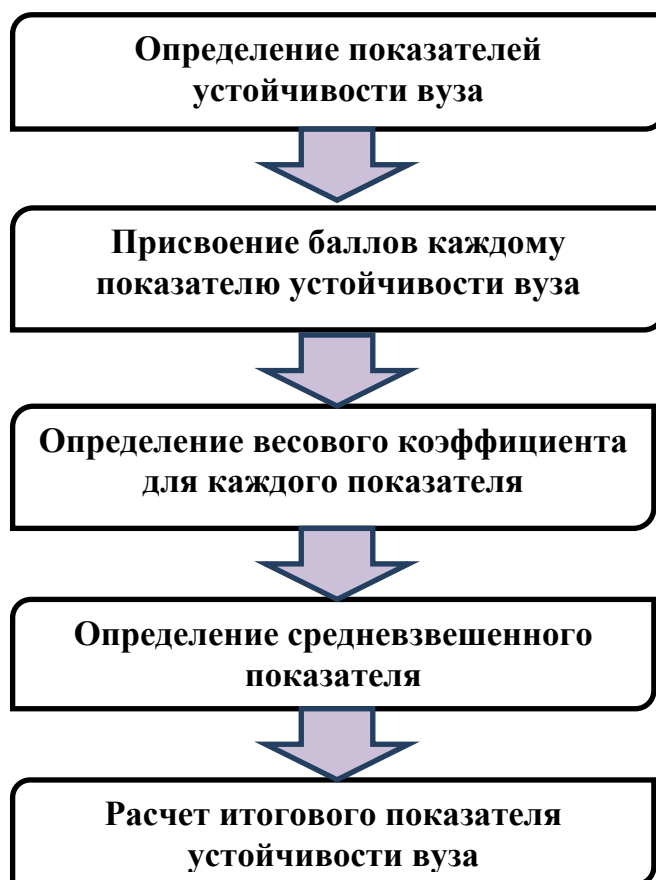 Определение показателей
устойчивости вуза
Присвоение баллов каждому
показателю устойчивости вуза
Определение весового коэффициента
для каждого показателя
Определение средневзвешенного
показателя
Расчет итогового показателя
устойчивости вуза